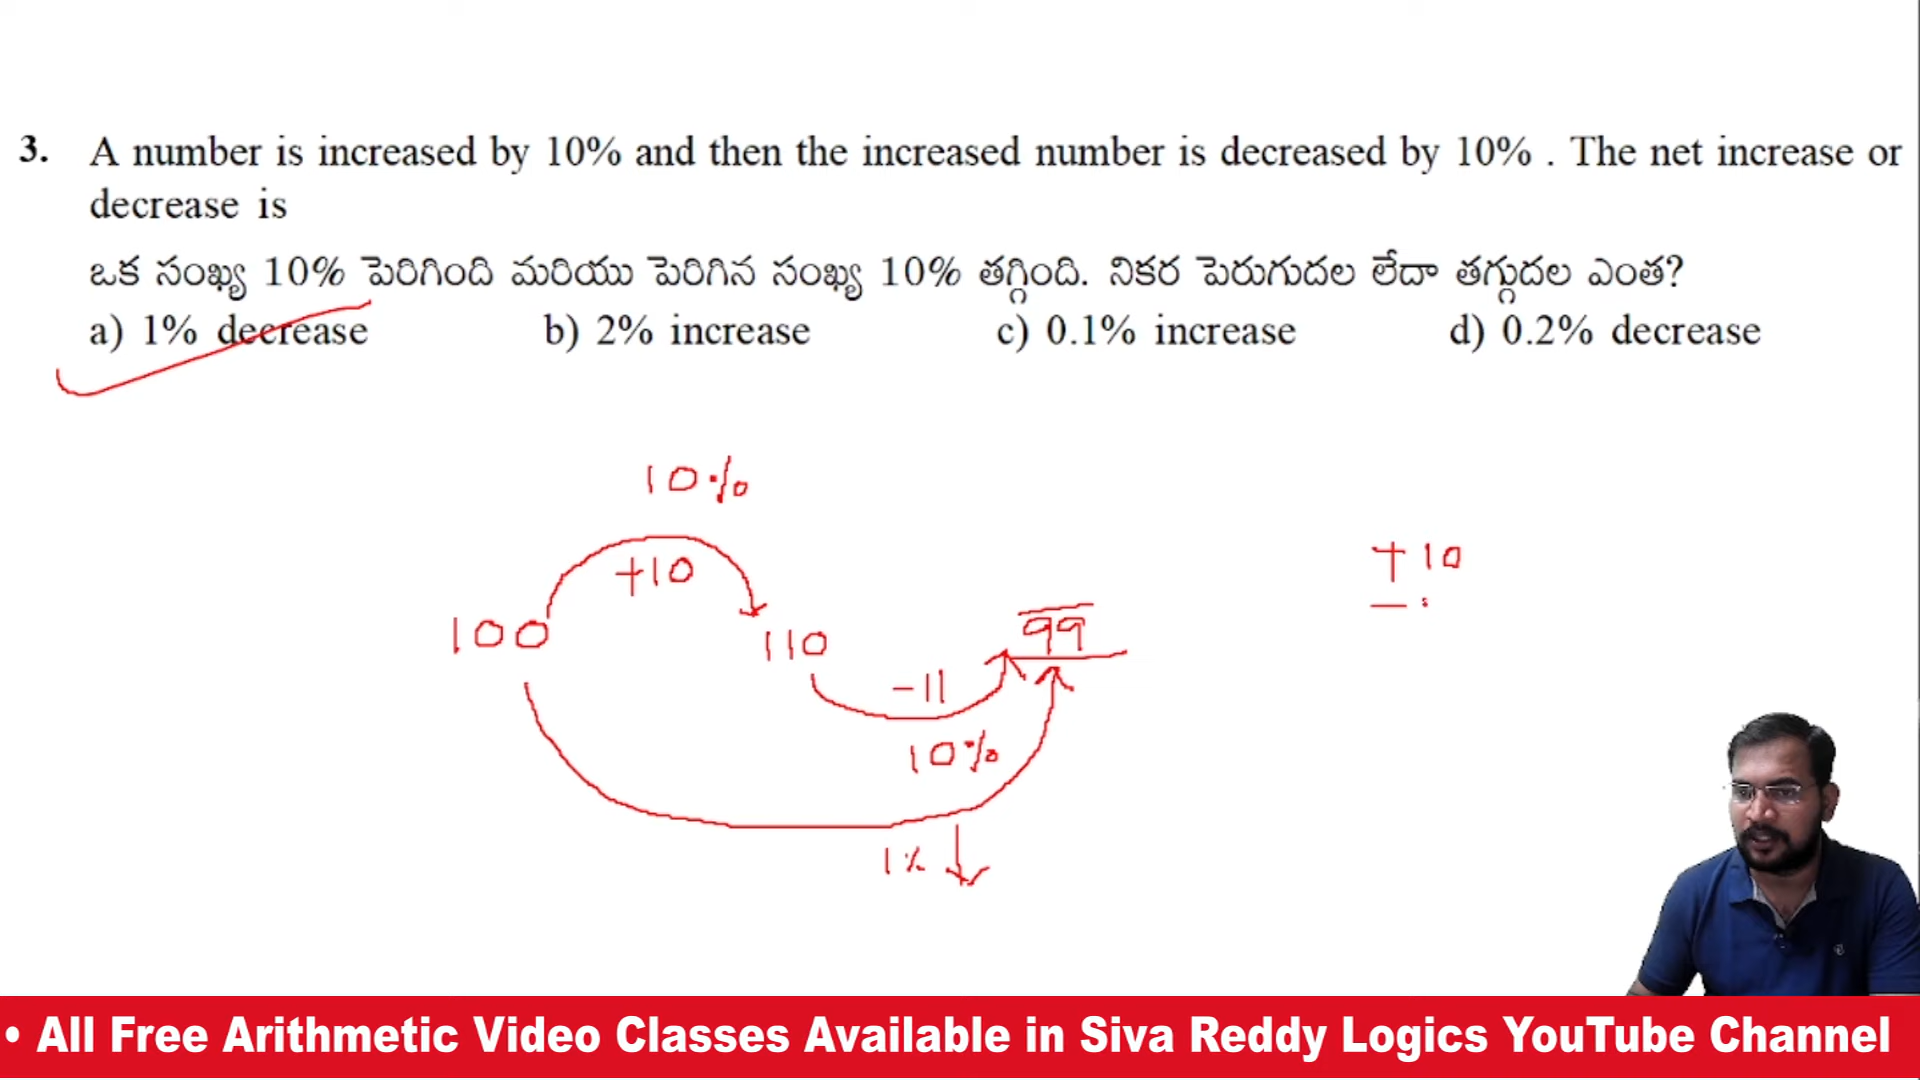 3. A number is increased by 10% and then the increased number is decreased by 10% . The net increase or
decrease is
ఒక సంఖ్య 10% పెరిగింది మరియు పెరిగిన సంఖ్య 10% తగ్గింది. నికర పెరుగుదల లేదా తగ్గుదల ఎంత?
a) 1% decrease b) 2% increase c) 0.1% increase d) 0.2% decrease
10%
+10
+10
100 110 99
-11
10%
1%
• All Free Arithmetic Video Classes Available in Siva Reddy Logics YouTube Channel